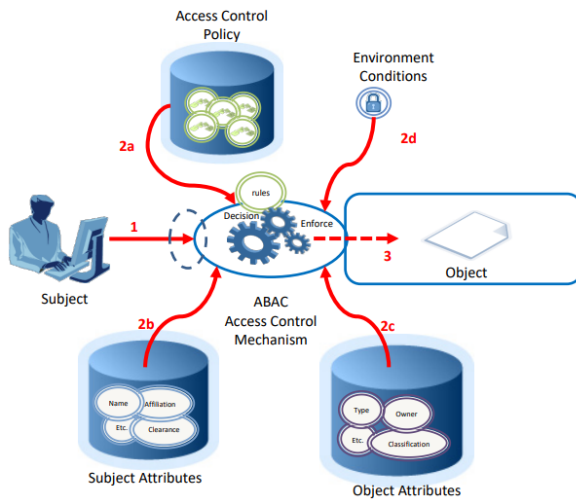 Access Control
Policy
Environment
Conditions
2a
2d
rules
Decision
Enforce
1
3
Subject
Object
ABAC
Access Control
Mechanism
2b
2c
Name
Affiliation
Etc.
Clearance
Type
Owner
Etc.
Classification
Subject Attributes
Object Attributes